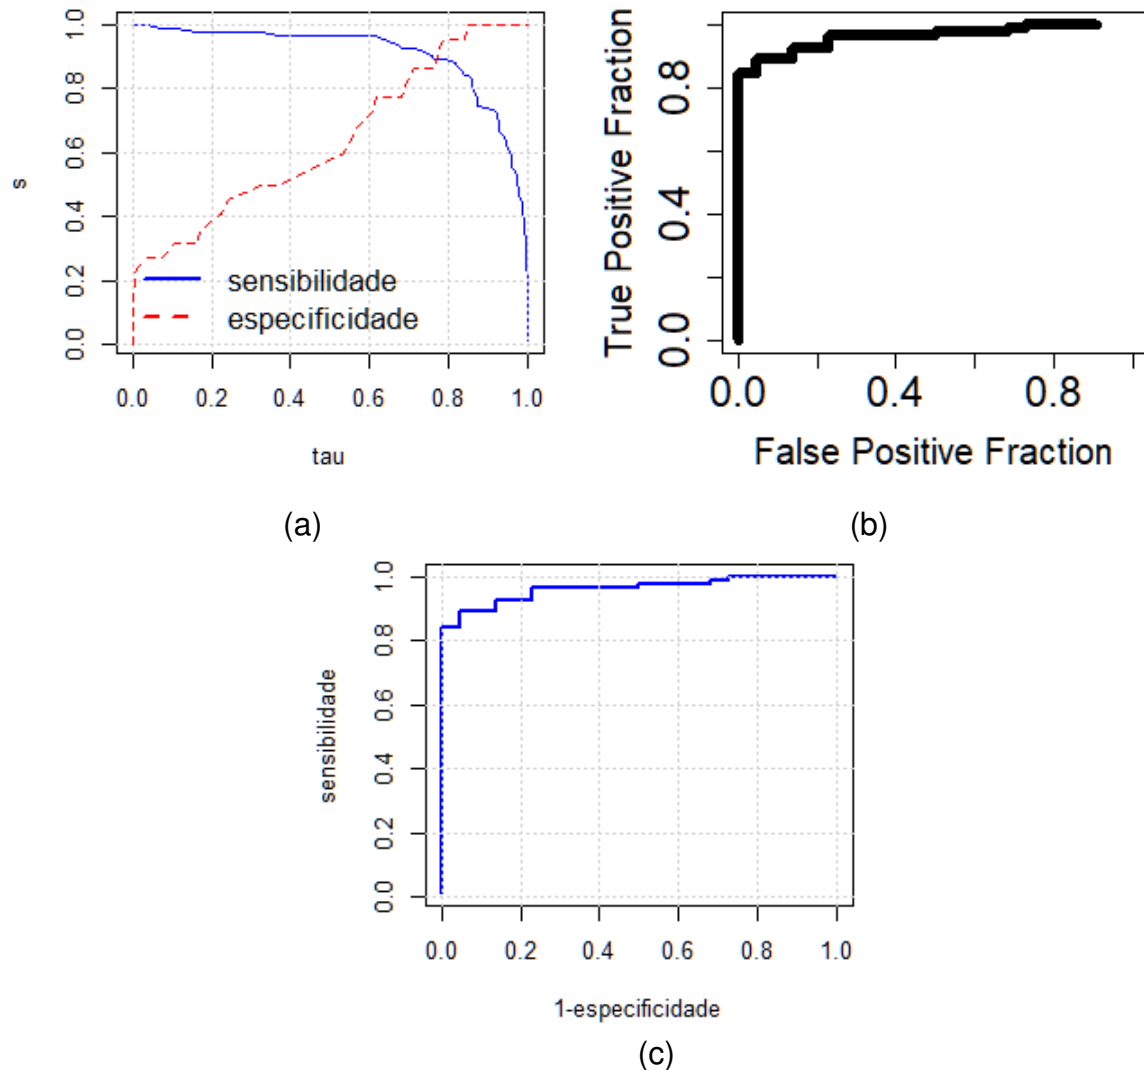 s
0.0 0.2 0.4 0.6 0.8 1.0
sensibilidade
especificidade
0.0 0.2 0.4 0.6 0.8 1.0
tau
(a)
True Positive Fraction
0.0 0.4 0.8
0.0 0.4 0.8
False Positive Fraction
(b)
sensibilidade
0.0 0.2 0.4 0.6 0.8 1.0
0.0 0.2 0.4 0.6 0.8 1.0
1-especificidade
(c)